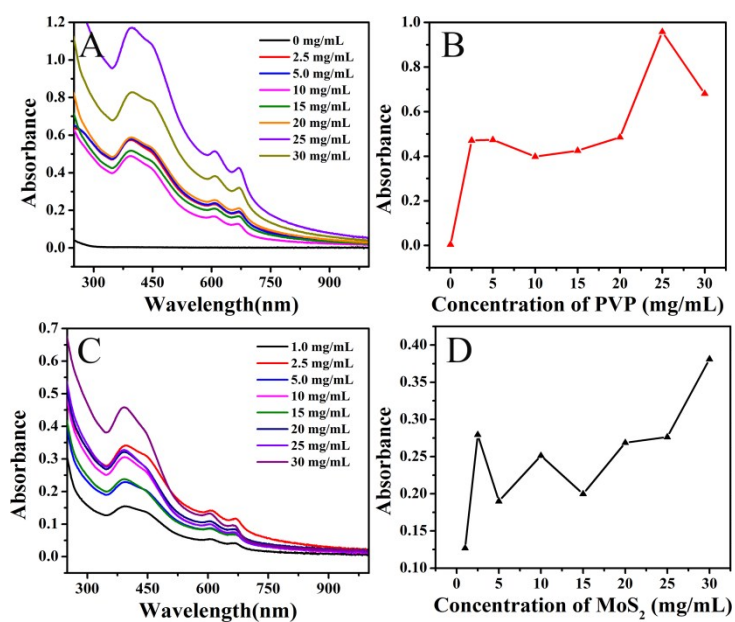 A
1.2
1.0
0.8
0.6
0.4
0.2
0.0
Absorbance
300 450 600 750 900
Wavelength(nm)
0 mg/mL
2.5 mg/mL
5.0 mg/mL
10 mg/mL
15 mg/mL
20 mg/mL
25 mg/mL
30 mg/mL
B
1.0
0.8
0.6
0.4
0.2
0.0
Absorbance
0 5 10 15 20 25 30
Concentration of PVP (mg/mL)
C
0.7
0.6
0.5
0.4
0.3
0.2
0.1
0.0
Absorbance
300 450 600 750 900
Wavelength(nm)
1.0 mg/mL
2.5 mg/mL
5.0 mg/mL
10 mg/mL
15 mg/mL
20 mg/mL
25 mg/mL
30 mg/mL
D
0.40
0.35
0.30
0.25
0.20
0.15
0.10
Absorbance
0 5 10 15 20 25 30
Concentration of MoS₂ (mg/mL)